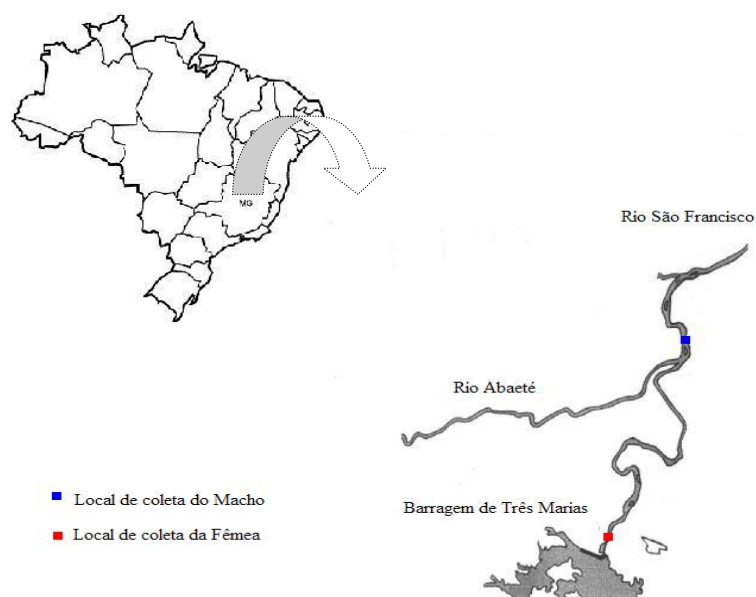 MG
Rio São Francisco
Rio Abaeté
Barragem de Três Marias
Local de coleta do Macho
Local de coleta da Fêmea